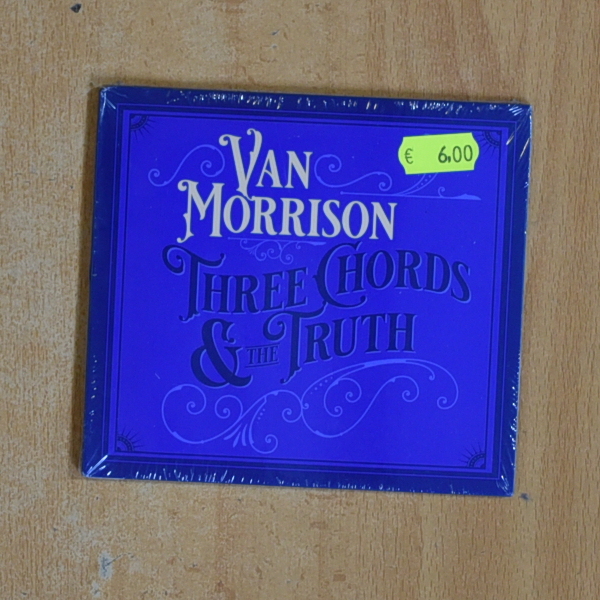 € 6,00
VAN
MORRISON
THREE CHORDS
& THE TRUTH